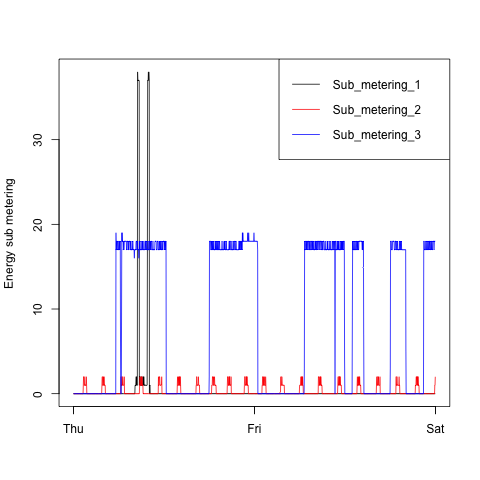 Sub_metering_1
Sub_metering_2
Sub_metering_3
Energy sub metering
30
20
10
0
Thu
Fri
Sat